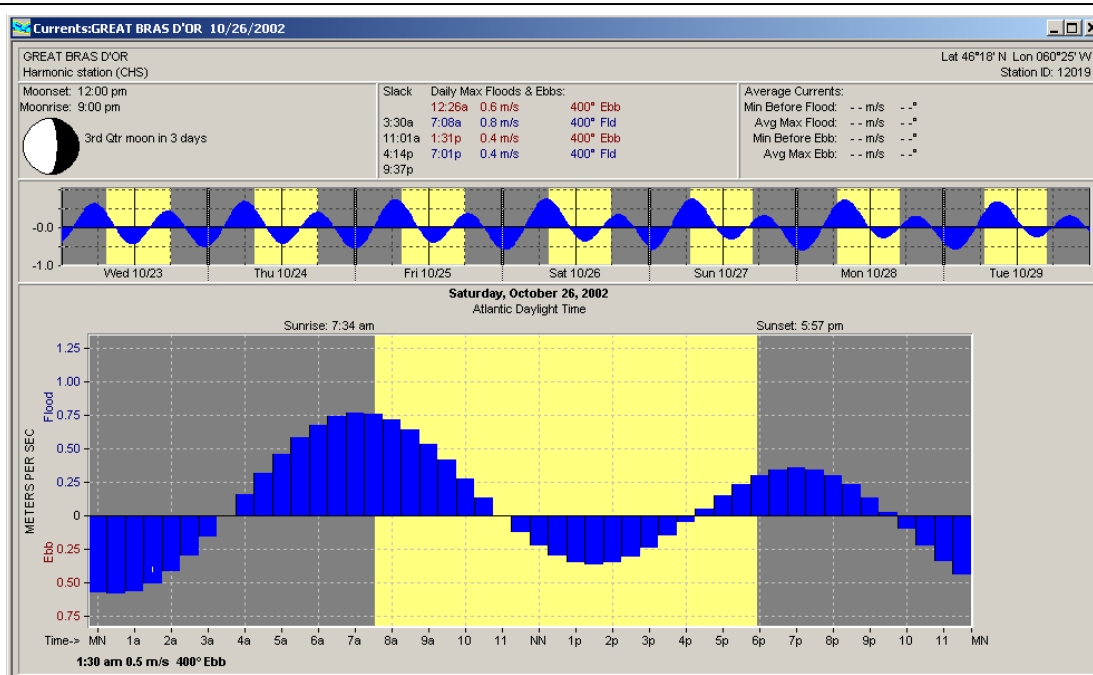 Currents:GREAT BRAS D'OR 10/26/2002
GREAT BRAS D'OR
Lat 46°18' N Lon 060°25' W
Harmonic station (CHS)
Station ID: 12019
Moonset: 12:00 pm
Moonrise: 9:00 pm
3rd Qtr moon in 3 days
Slack Daily Max Floods & Ebbs:
12:26a 0.6 m/s 400° Ebb
3:30a 7:08a 0.8 m/s 400° Fld
11:01a 1:31p 0.4 m/s 400° Ebb
4:14p 7:01p 0.4 m/s 400° Fld
9:37p
Average Currents:
Min Before Flood: - - m/s - -°
Avg Max Flood: - - m/s - -°
Min Before Ebb: - - m/s - -°
Avg Max Ebb: - - m/s - -°
-0.0
-1.0
Wed 10/23 Thu 10/24 Fri 10/25 Sat 10/26 Sun 10/27 Mon 10/28 Tue 10/29
Saturday, October 26, 2002
Atlantic Daylight Time
Sunrise: 7:34 am Sunset: 5:57 pm
METERS PER SEC
Flood
Ebb
1.25
1.00
0.75
0.50
0.25
0
0.25
0.50
0.75
Time-> MN 1a 2a 3a 4a 5a 6a 7a 8a 9a 10 11 NN 1p 2p 3p 4p 5p 6p 7p 8p 9p 10 11 MN
1:30 am 0.5 m/s 400° Ebb